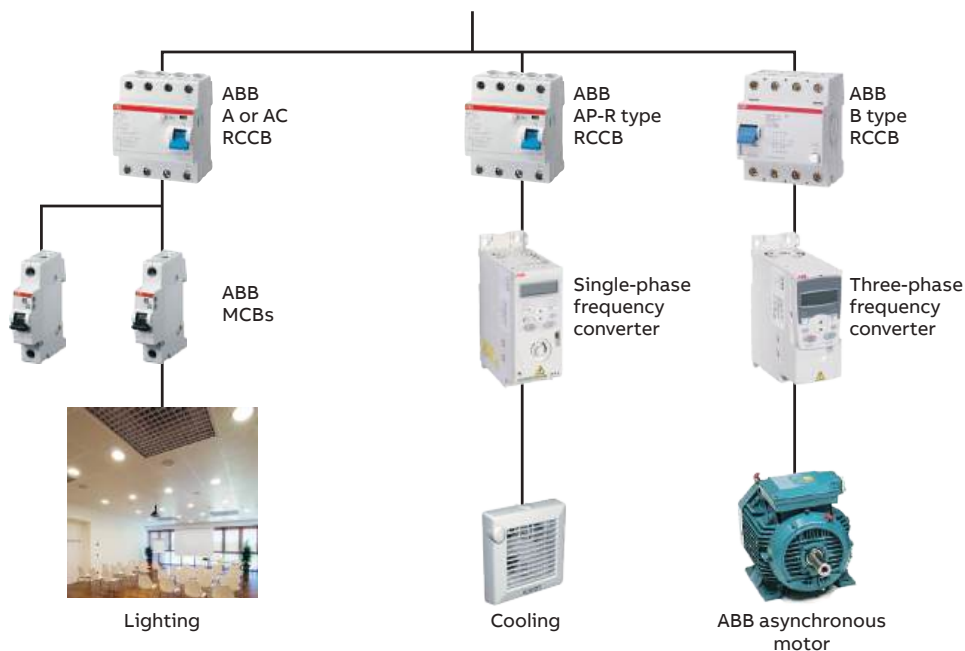 ABB
A or AC
RCCB
ABB
AP-R type
RCCB
ABB
B type
RCCB
ABB
MCBs
Single-phase
frequency
converter
Three-phase
frequency
converter
Lighting
Cooling
ABB asynchronous
motor